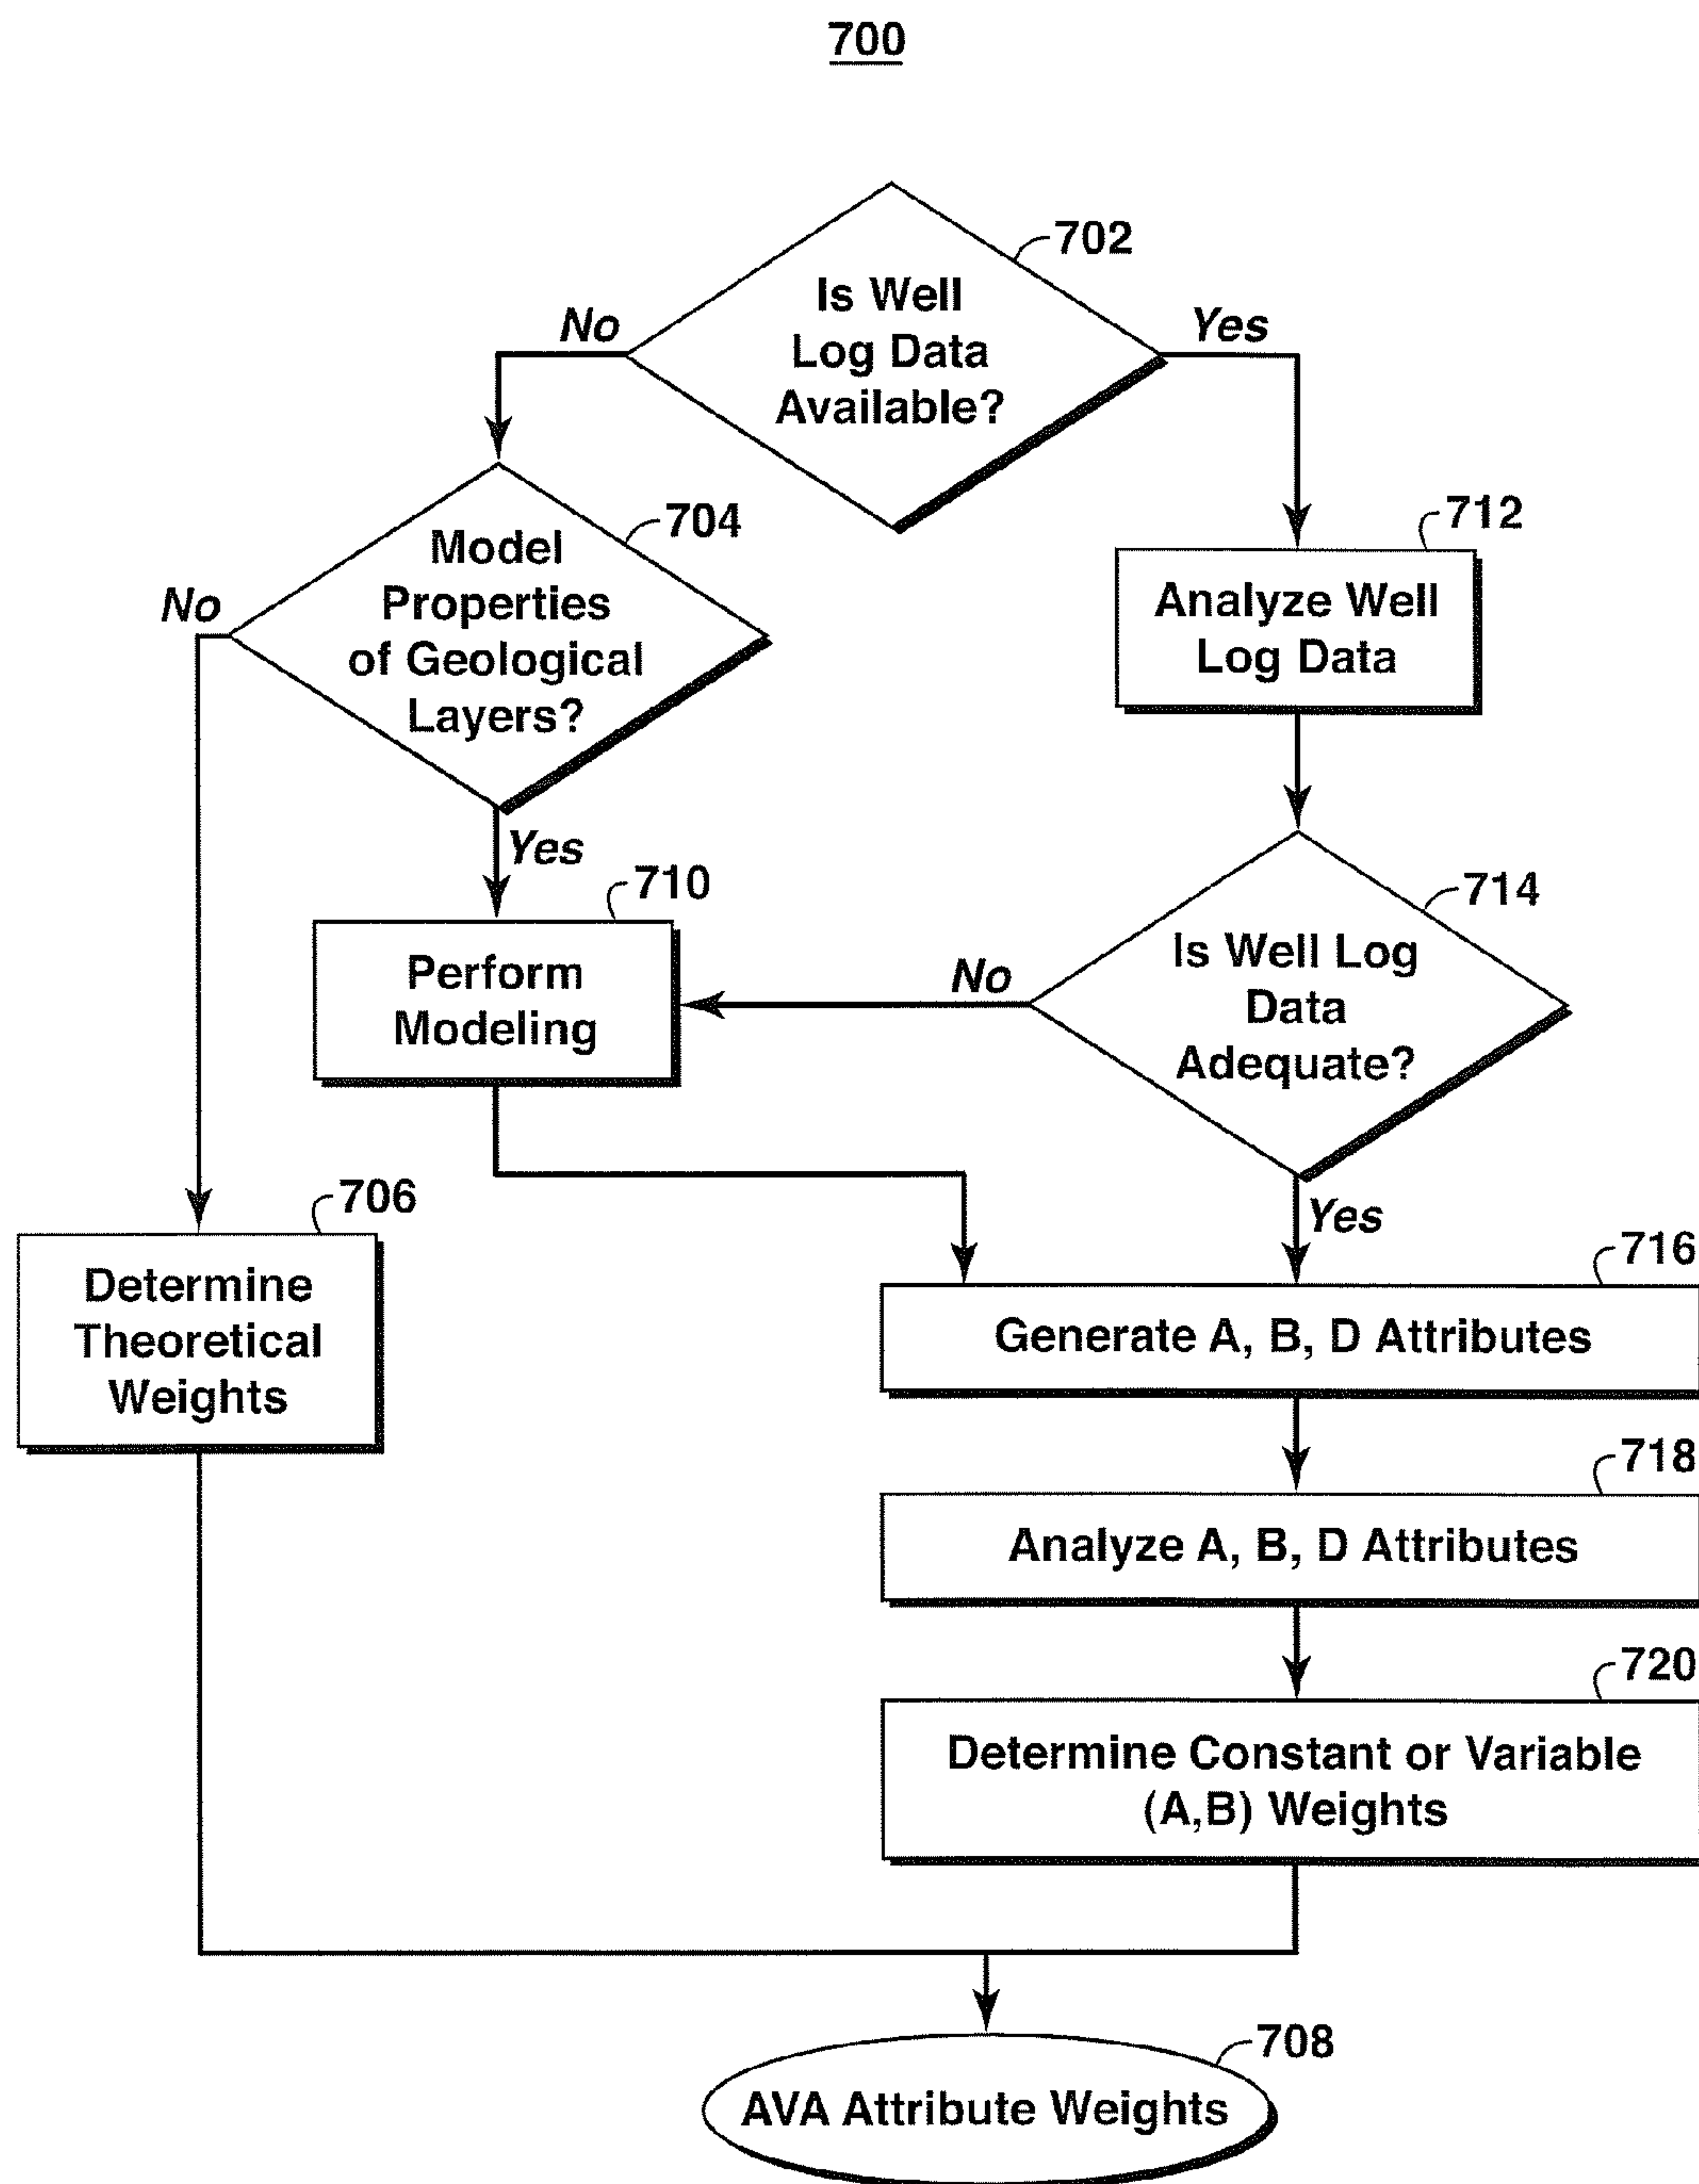 700
702
Is Well
Log Data
Available?
No
Yes
704
Model
Properties
of Geological
Layers?
No
Yes
712
Analyze Well
Log Data
710
Perform
Modeling
714
Is Well Log
Data
Adequate?
No
Yes
706
Determine
Theoretical
Weights
716
Generate A, B, D Attributes
718
Analyze A, B, D Attributes
720
Determine Constant or Variable
(A,B) Weights
708
AVA Attribute Weights